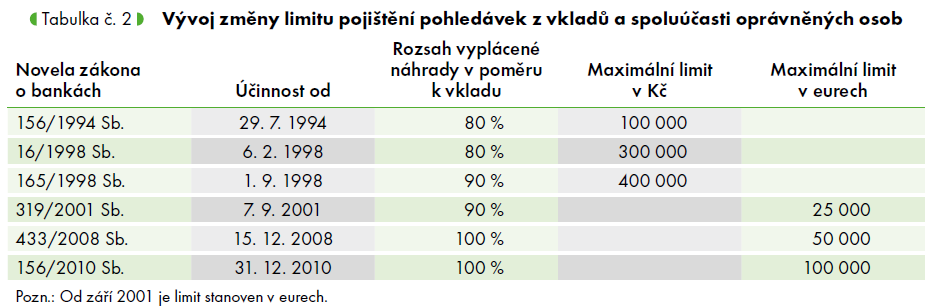 Tabulka č. 2 Vývoj změny limitu pojištění pohledávek z vkladů a spoluúčasti oprávněných osob
Novela zákona o bankách Účinnost od Rozsah vyplácené náhrady v poměru k vkladu Maximální limit v Kč Maximální limit v eurech
156/1994 Sb. 29. 7. 1994 80 % 100 000
16/1998 Sb. 6. 2. 1998 80 % 300 000
165/1998 Sb. 1. 9. 1998 90 % 400 000
319/2001 Sb. 7. 9. 2001 90 % 25 000
433/2008 Sb. 15. 12. 2008 100 % 50 000
156/2010 Sb. 31. 12. 2010 100 % 100 000
Pozn.: Od září 2001 je limit stanoven v eurech.